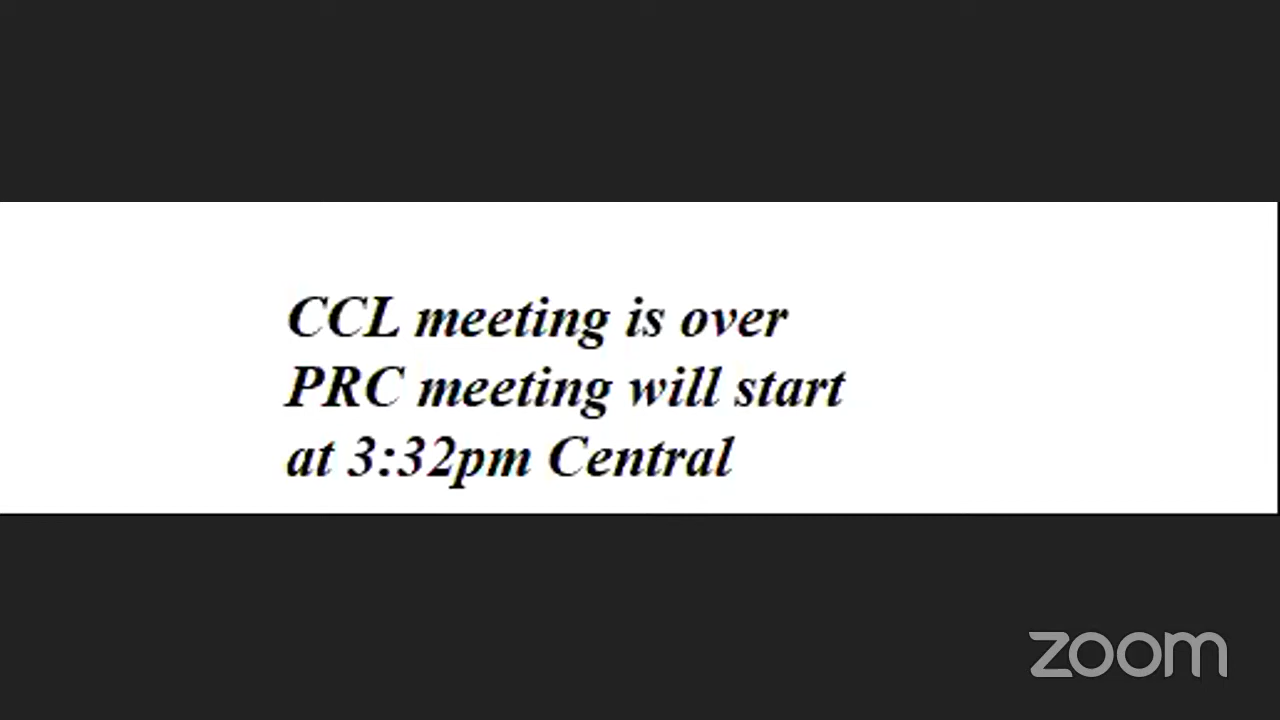 CCL meeting is over
PRC meeting will start
at 3:32pm Central
zoom